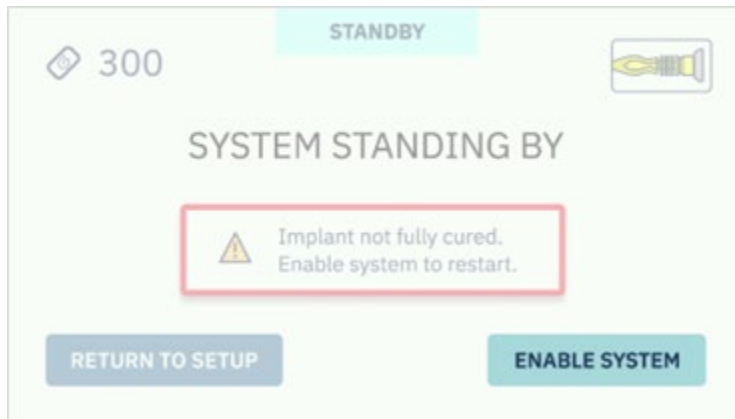 STANDBY
300
SYSTEM STANDING BY
Implant not fully cured.
Enable system to restart.
RETURN TO SETUP
ENABLE SYSTEM